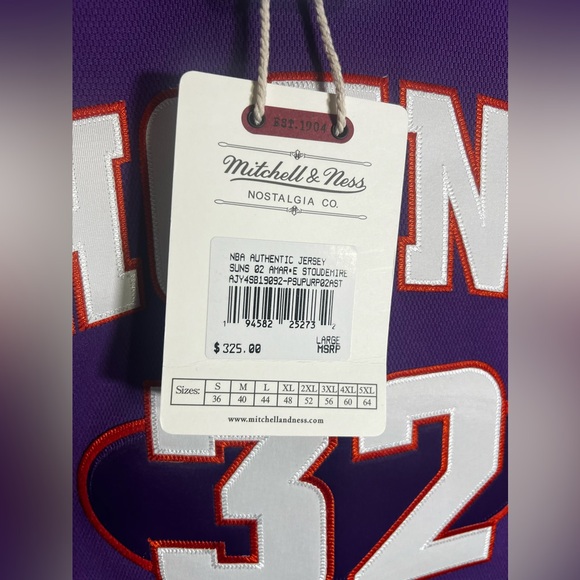 HOENI
EST.1904
Mitchell & Ness
NOSTALGIA CO.
NBA AUTHENTIC JERSEY
SUNS 02 AMAR*E STOUDEMIRE
AJY4SB19092-PSUPURP02AST
1 94582 25273 2
LARGE
$325.00 MSRP
Sizes: S M L XL 2XL 3XL 4XL 5XL
36 40 44 48 52 56 60 64
www.mitchellandness.com
32